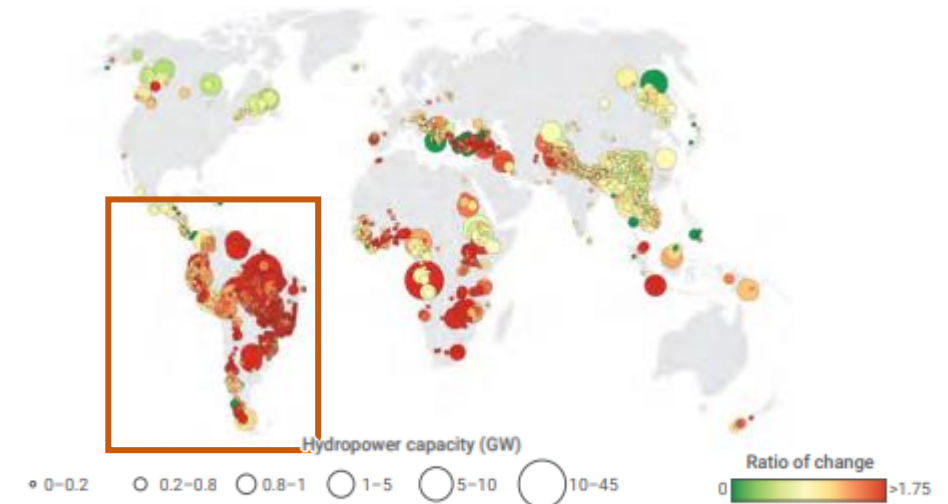 Hydropower capacity (GW)
0–0.2 0.2–0.8 0.8–1 1–5 5–10 10–45
Ratio of change
0 >1.75